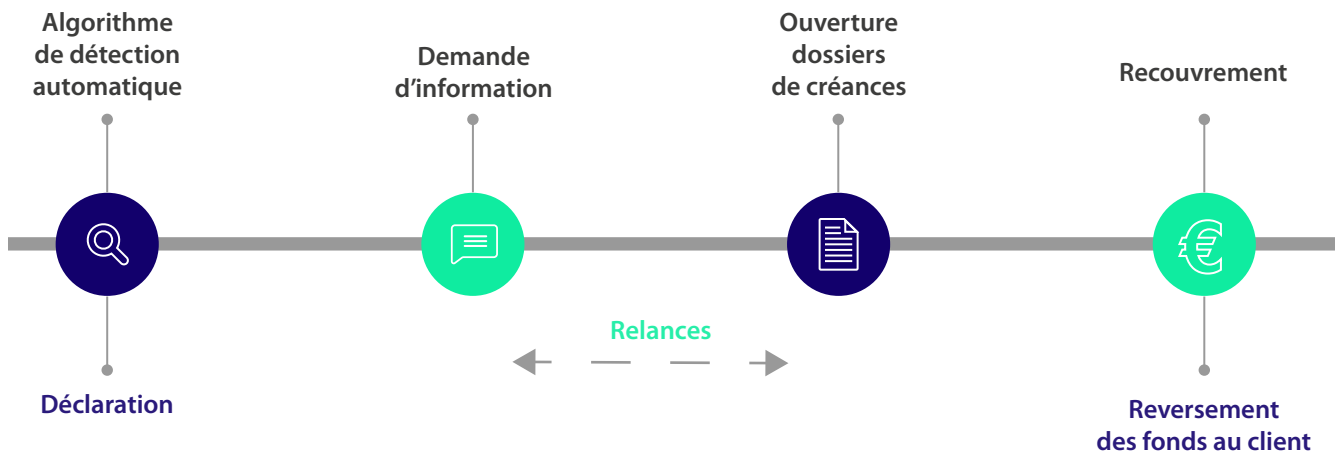 Algorithme
de détection
automatique
Demande
d’information
Ouverture
dossiers
de créances
Recouvrement
Relances
Déclaration
Reversement
des fonds au client